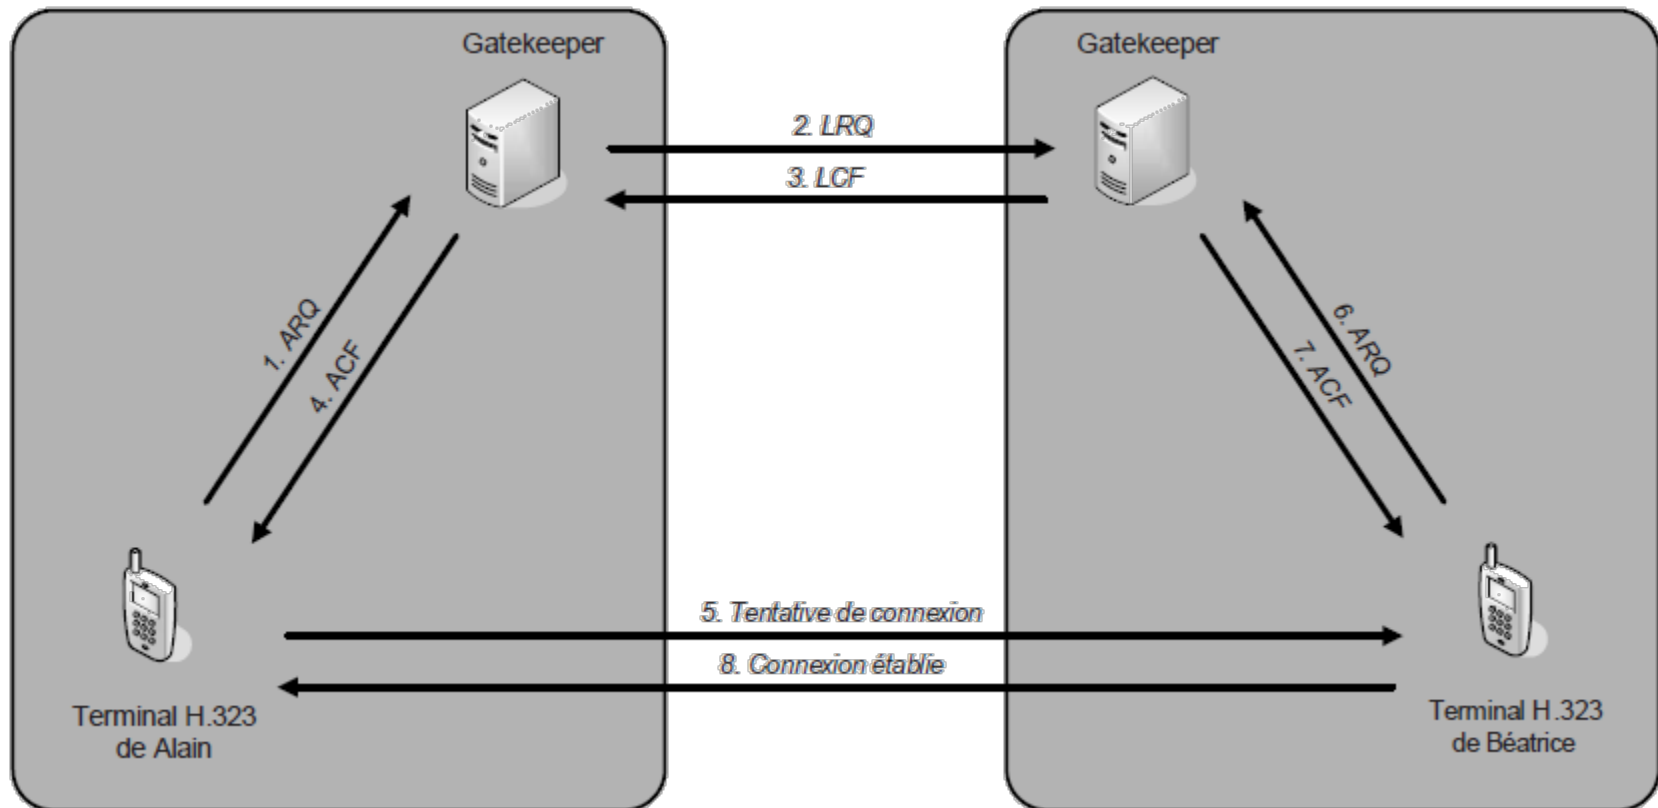 Gatekeeper
Gatekeeper
2. LRQ
3. LCF
1. ARQ
4. ACF
6. ARQ
7. ACF
5. Tentative de connexion
8. Connexion établie
Terminal H.323
de Alain
Terminal H.323
de Béatrice